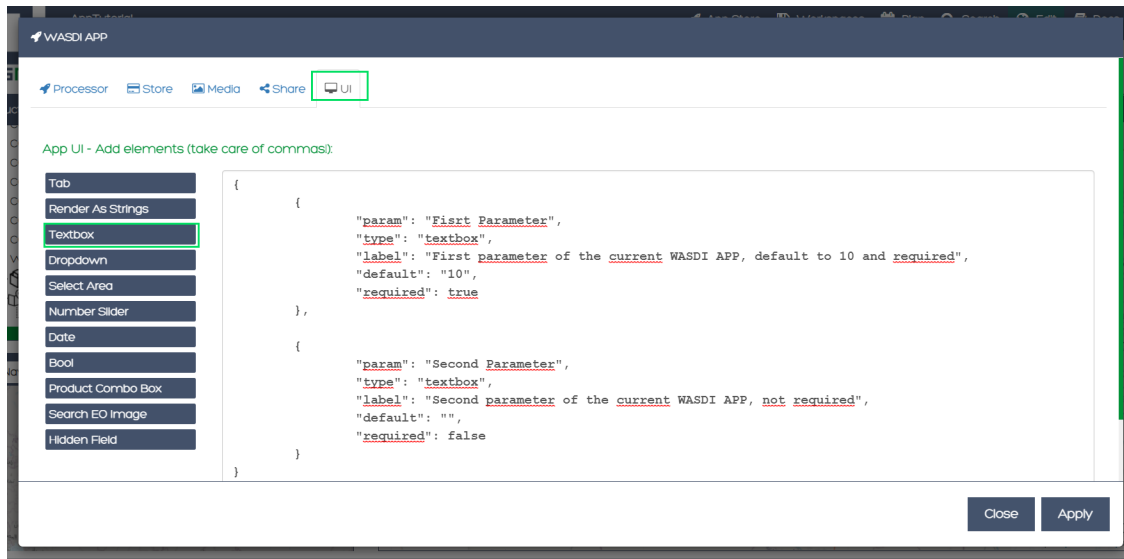 AppTutorial
WASDI APP
Processor Store Media Share UI
App UI - Add elements (take care of commas!):
Tab
Render As Strings
Textbox
Dropdown
Select Area
Number Slider
Date
Bool
Product Combo Box
Search EO Image
Hidden Field
{
{
"param": "Fisrt Parameter",
"type": "textbox",
"label": "First parameter of the current WASDI APP, default to 10 and required",
"default": "10",
"required": true
},
{
"param": "Second Parameter",
"type": "textbox",
"label": "Second parameter of the current WASDI APP, not required",
"default": "",
"required": false
}
}
Close Apply